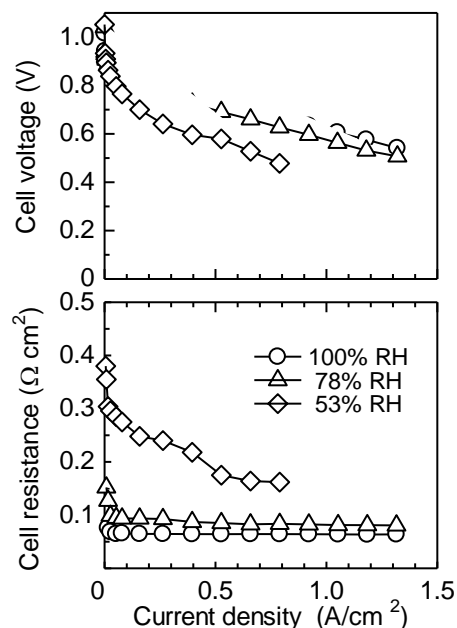 Cell voltage (V)
1.0
0.8
0.6
0.4
0.2
0
Cell resistance (Ω cm²)
0.5
0.4
0.3
0.2
0.1
100% RH
78% RH
53% RH
0 0.5 1.0 1.5
Current density (A/cm²)